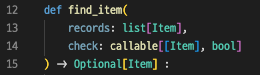 12 def find_item(
13     records: list[Item],
14     check: callable[[Item], bool]
15 ) -> Optional[Item] :